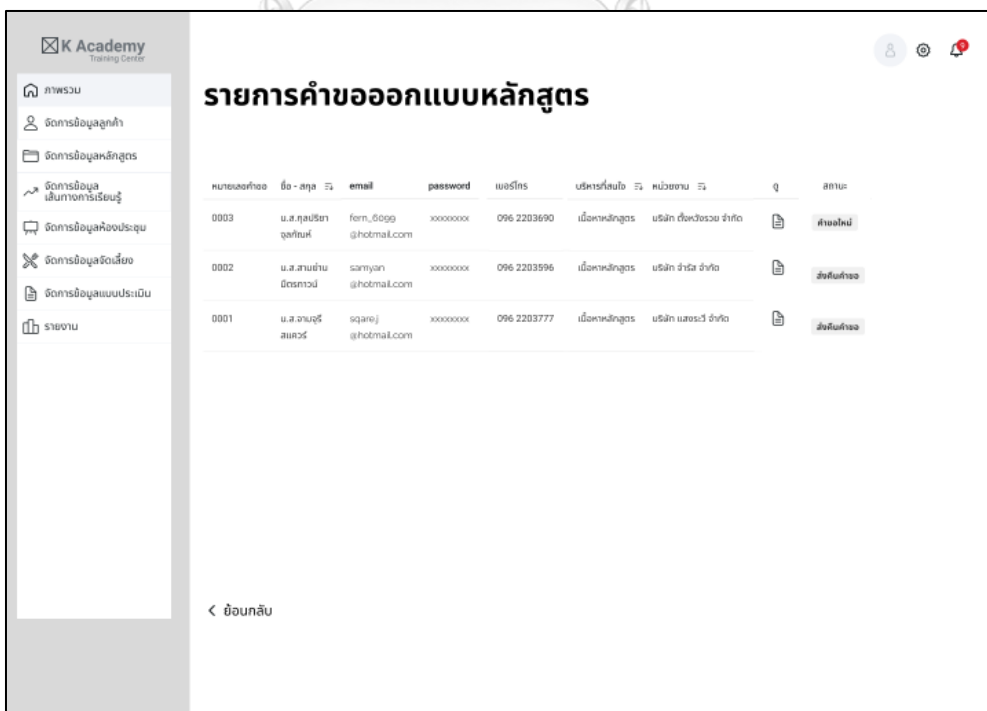 K Academy
Training Center
9
ภาพรวม
รายการคำขอออกแบบหลักสูตร
จัดการข้อมูลลูกค้า
จัดการข้อมูลหลักสูตร
จัดการข้อมูล
เส้นทางการเรียนรู้
จัดการข้อมูลห้องประชุม
จัดการข้อมูลจัดเลี้ยง
จัดการข้อมูลแบบประเมิน
รายงาน
หมายเลขคำขอ ชื่อ - สกุล email password เบอร์โทร บริหารที่สนใจ หน่วยงาน ดู สถานะ
0003 น.ส.กุลปริยา fern_6099 xxxxxxxx 096 2203690 เนื้อหาหลักสูตร บริษัท ตั้งหวังรวย จำกัด คำขอใหม่
จุลกัณห์ @hotmail.com
0002 น.ส.สามย่าน samyan xxxxxxxx 096 2203596 เนื้อหาหลักสูตร บริษัท จำรัส จำกัด ส่งคืนคำขอ
มิตรทาวน์ @hotmail.com
0001 น.ส.จามจุรี sqare.j xxxxxxxx 096 2203777 เนื้อหาหลักสูตร บริษัท แสงระวี จำกัด ส่งคืนคำขอ
สแควร์ @hotmail.com
ย้อนกลับ